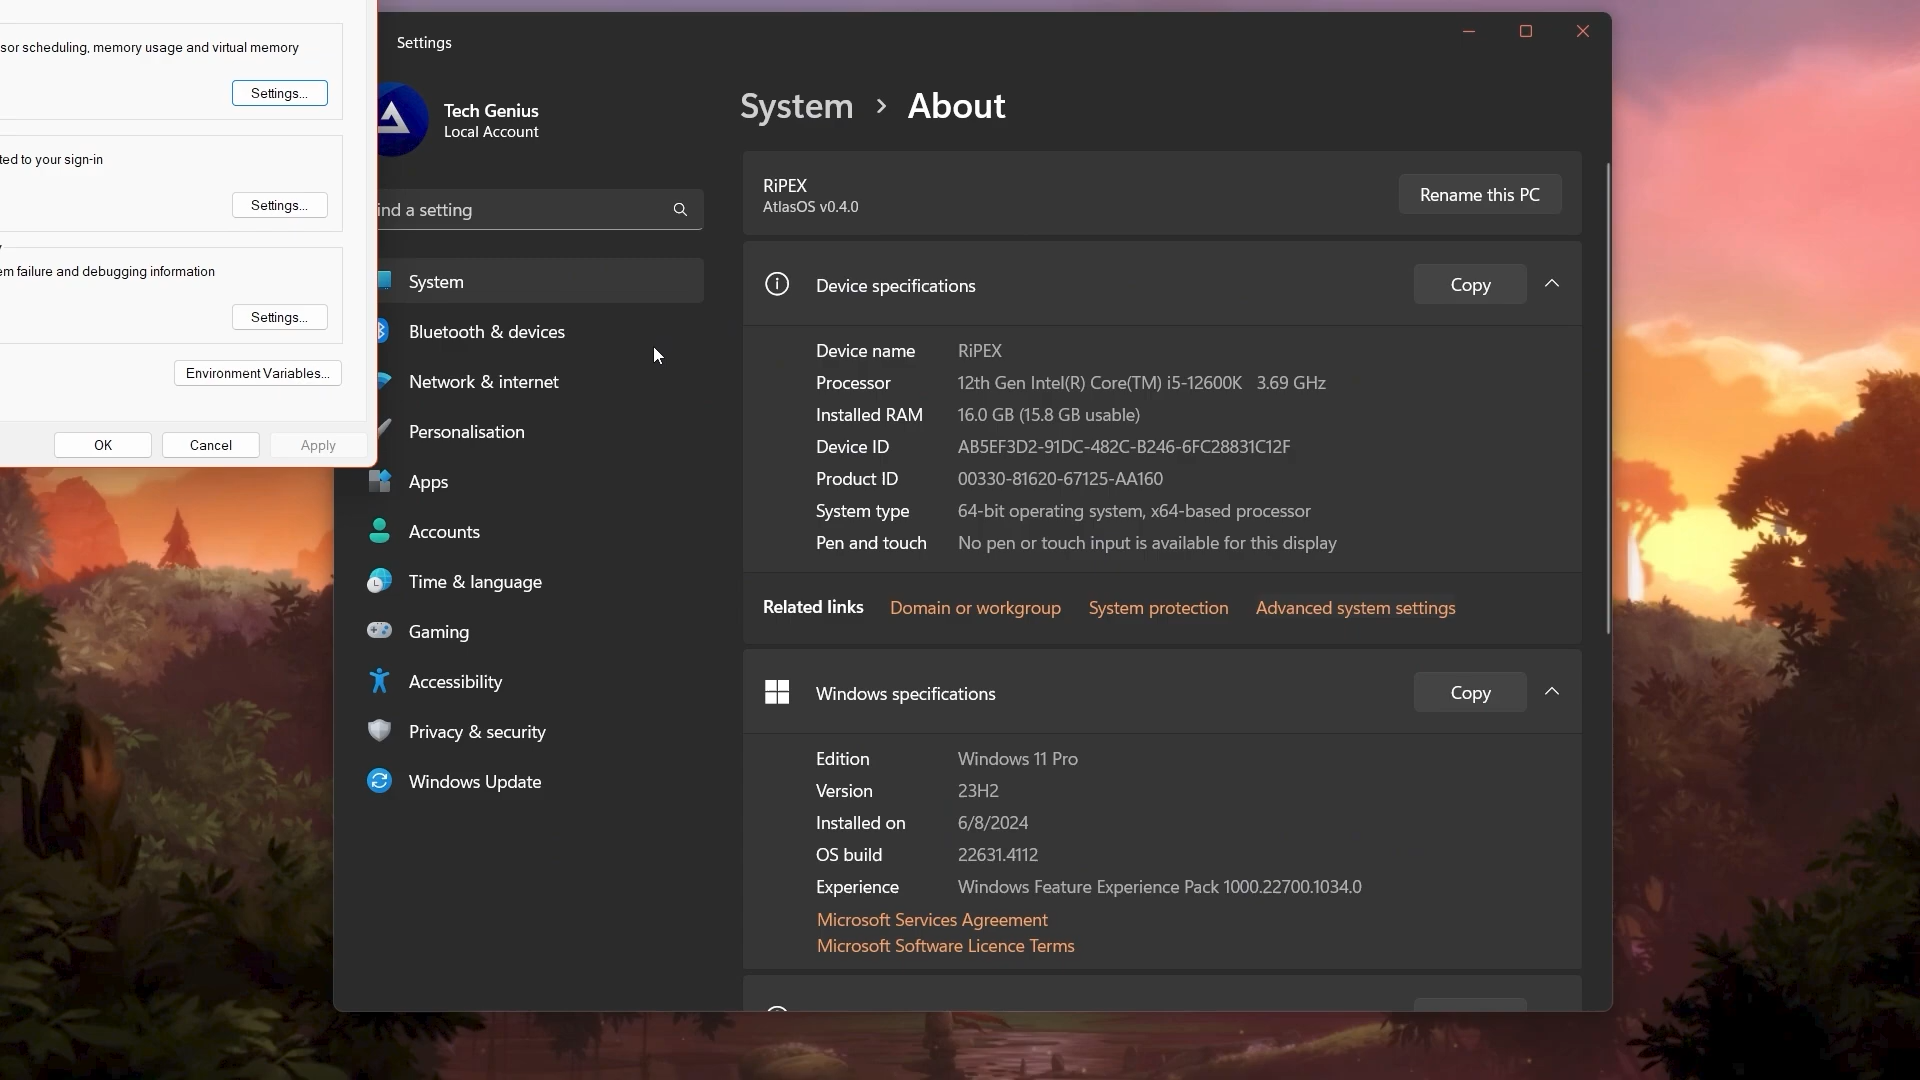 sor scheduling, memory usage and virtual memory
Settings...
ted to your sign-in
Settings...
em failure and debugging information
Settings...
Environment Variables...
OK Cancel Apply
Settings
Tech Genius
Local Account
ind a setting
System
Bluetooth & devices
Network & internet
Personalisation
Apps
Accounts
Time & language
Gaming
Accessibility
Privacy & security
Windows Update
System > About
RiPEX
AtlasOS v0.4.0
Rename this PC
Device specifications
Copy
Device name RiPEX
Processor 12th Gen Intel(R) Core(TM) i5-12600K 3.69 GHz
Installed RAM 16.0 GB (15.8 GB usable)
Device ID AB5EF3D2-91DC-482C-B246-6FC28831C12F
Product ID 00330-81620-67125-AA160
System type 64-bit operating system, x64-based processor
Pen and touch No pen or touch input is available for this display
Related links Domain or workgroup System protection Advanced system settings
Windows specifications
Copy
Edition Windows 11 Pro
Version 23H2
Installed on 6/8/2024
OS build 22631.4112
Experience Windows Feature Experience Pack 1000.22700.1034.0
Microsoft Services Agreement
Microsoft Software Licence Terms